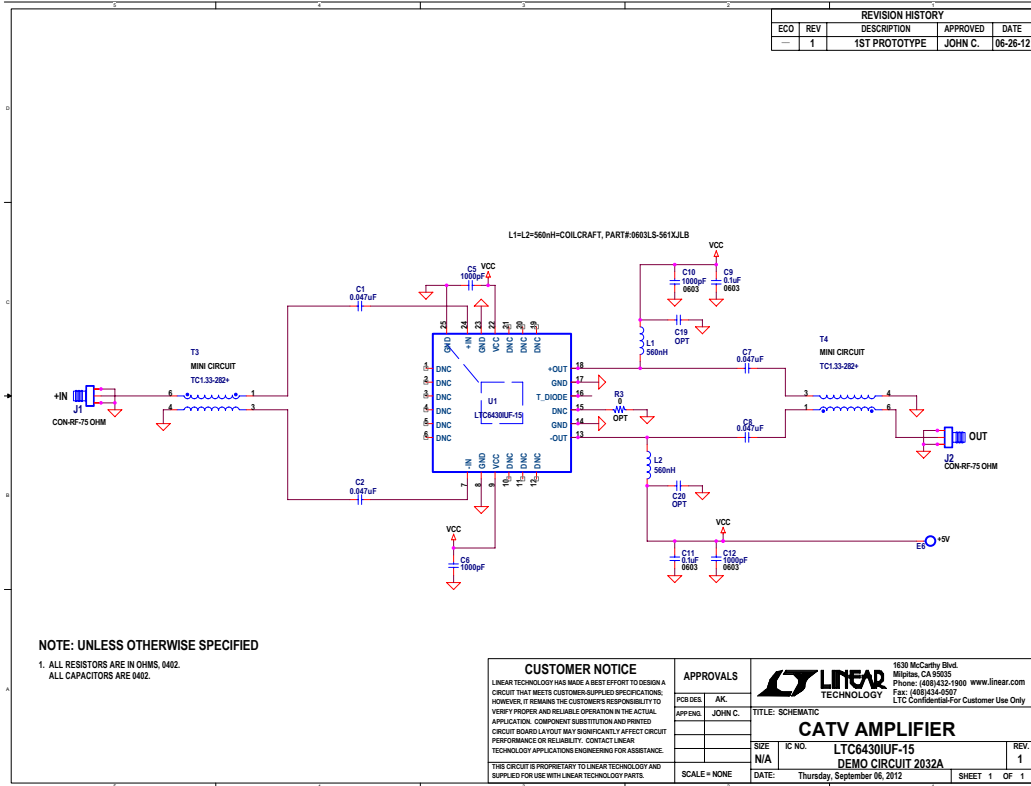 REVISION HISTORY
ECO REV DESCRIPTION APPROVED DATE
— 1 1ST PROTOTYPE JOHN C. 06-26-12
L1=L2=560nH=COILCRAFT, PART#:0603LS-561XJLB
VCC
C10
1000pF
0603
C9
0.1uF
0603
C5
1000pF
VCC
C1
0.047uF
C19
OPT
L1
560nH
25 24 23 22 21 20 19
GND +IN GND VCC DNC DNC DNC
T3
MINI CIRCUIT
TC1.33-282+
6 1
4 3
+IN
J1
CON-RF-75 OHM
1 DNC
2 DNC
3 DNC
4 DNC
5 DNC
6 DNC
U1
LTC6430IUF-15
+OUT 18
GND 17
T_DIODE 16
DNC 15
GND 14
-OUT 13
R3
0
OPT
C7
0.047uF
C8
0.047uF
T4
MINI CIRCUIT
TC1.33-282+
3 4
1 6
OUT
J2
CON-RF-75 OHM
-IN GND VCC DNC DNC DNC
7 8 9 10 11 12
L2
560nH
C20
OPT
C2
0.047uF
VCC
C6
1000pF
VCC
C11
0.1uF
0603
C12
1000pF
0603
E6
+5V
NOTE: UNLESS OTHERWISE SPECIFIED
1. ALL RESISTORS ARE IN OHMS, 0402.
ALL CAPACITORS ARE 0402.
CUSTOMER NOTICE
LINEAR TECHNOLOGY HAS MADE A BEST EFFORT TO DESIGN A
CIRCUIT THAT MEETS CUSTOMER-SUPPLIED SPECIFICATIONS;
HOWEVER, IT REMAINS THE CUSTOMER'S RESPONSIBILITY TO
VERIFY PROPER AND RELIABLE OPERATION IN THE ACTUAL
APPLICATION. COMPONENT SUBSTITUTION AND PRINTED
CIRCUIT BOARD LAYOUT MAY SIGNIFICANTLY AFFECT CIRCUIT
PERFORMANCE OR RELIABILITY. CONTACT LINEAR
TECHNOLOGY APPLICATIONS ENGINEERING FOR ASSISTANCE.
THIS CIRCUIT IS PROPRIETARY TO LINEAR TECHNOLOGY AND
SUPPLIED FOR USE WITH LINEAR TECHNOLOGY PARTS.
APPROVALS
PCB DES. AK.
APP ENG. JOHN C.
SCALE = NONE
LINEAR
TECHNOLOGY
1630 McCarthy Blvd.
Milpitas, CA 95035
Phone: (408)432-1900 www.linear.com
Fax: (408)434-0507
LTC Confidential-For Customer Use Only
TITLE: SCHEMATIC
CATV AMPLIFIER
SIZE
N/A
IC NO.
LTC6430IUF-15
DEMO CIRCUIT 2032A
REV.
1
DATE: Thursday, September 06, 2012
SHEET 1 OF 1